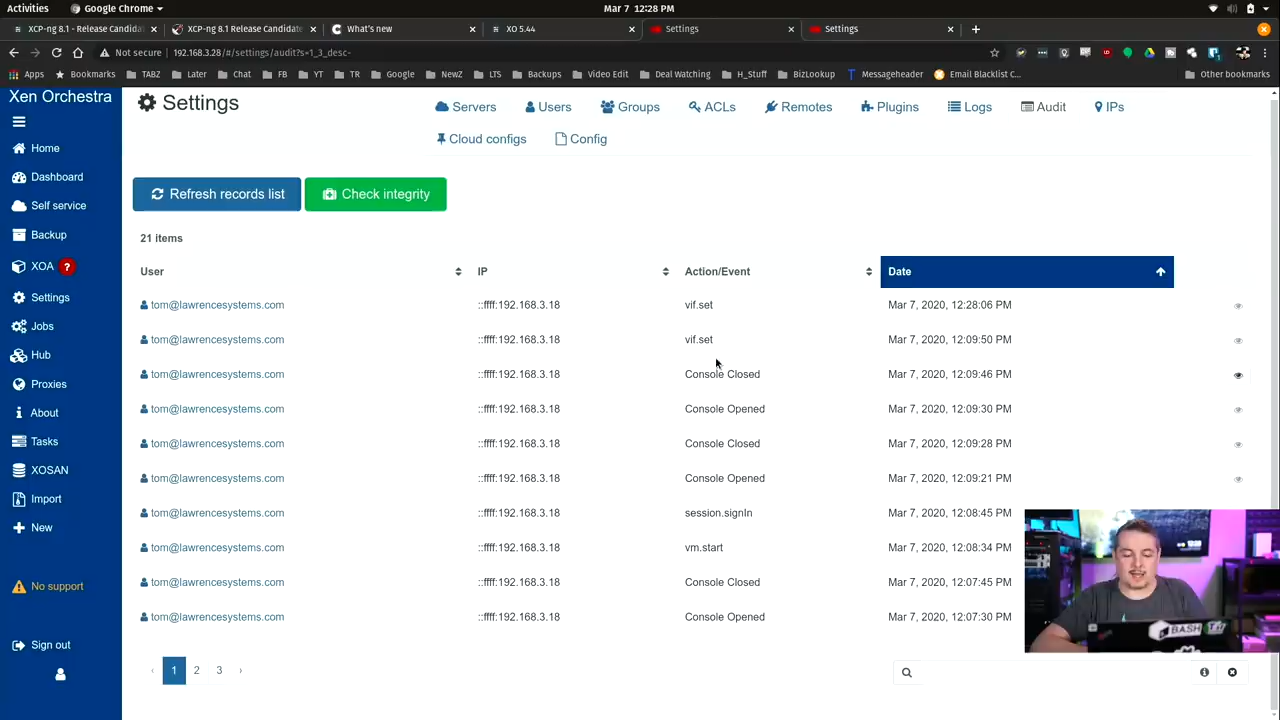 Activities
Google Chrome
Mar 7 12:28 PM
XCP-ng 8.1 - Release Candidat
XCP-ng 8.1 Release Candidate
What's new
XO 5.44
Settings
Settings
Not secure 192.168.3.28/#/settings/audit?s=1_3_desc-
Apps
Bookmarks
TABZ
Later
Chat
FB
YT
TR
Google
NewZ
LTS
Backups
Video Edit
Deal Watching
H_Stuff
BizLookup
Messageheader
Email Blacklist C...
Other bookmarks
Xen Orchestra
Home
Dashboard
Self service
Backup
XOA ?
Settings
Jobs
Hub
Proxies
About
Tasks
XOSAN
Import
New
No support
Sign out
Settings
Servers
Users
Groups
ACLs
Remotes
Plugins
Logs
Audit
IPs
Cloud configs
Config
Refresh records list
Check integrity
21 items
User IP Action/Event Date
tom@lawrencesystems.com ::ffff:192.168.3.18 vif.set Mar 7, 2020, 12:28:06 PM
tom@lawrencesystems.com ::ffff:192.168.3.18 vif.set Mar 7, 2020, 12:09:50 PM
tom@lawrencesystems.com ::ffff:192.168.3.18 Console Closed Mar 7, 2020, 12:09:46 PM
tom@lawrencesystems.com ::ffff:192.168.3.18 Console Opened Mar 7, 2020, 12:09:30 PM
tom@lawrencesystems.com ::ffff:192.168.3.18 Console Closed Mar 7, 2020, 12:09:28 PM
tom@lawrencesystems.com ::ffff:192.168.3.18 Console Opened Mar 7, 2020, 12:09:21 PM
tom@lawrencesystems.com ::ffff:192.168.3.18 session.signIn Mar 7, 2020, 12:08:45 PM
tom@lawrencesystems.com ::ffff:192.168.3.18 vm.start Mar 7, 2020, 12:08:34 PM
tom@lawrencesystems.com ::ffff:192.168.3.18 Console Closed Mar 7, 2020, 12:07:45 PM
tom@lawrencesystems.com ::ffff:192.168.3.18 Console Opened Mar 7, 2020, 12:07:30 PM
‹ 1 2 3 ›
BASH